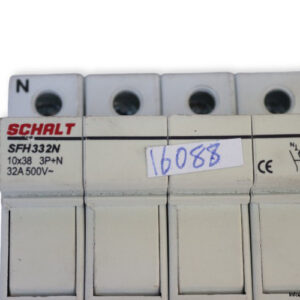 N
SCHALT
SFH332N
10x38 3P+N
32A 500V~
16088
CE
N